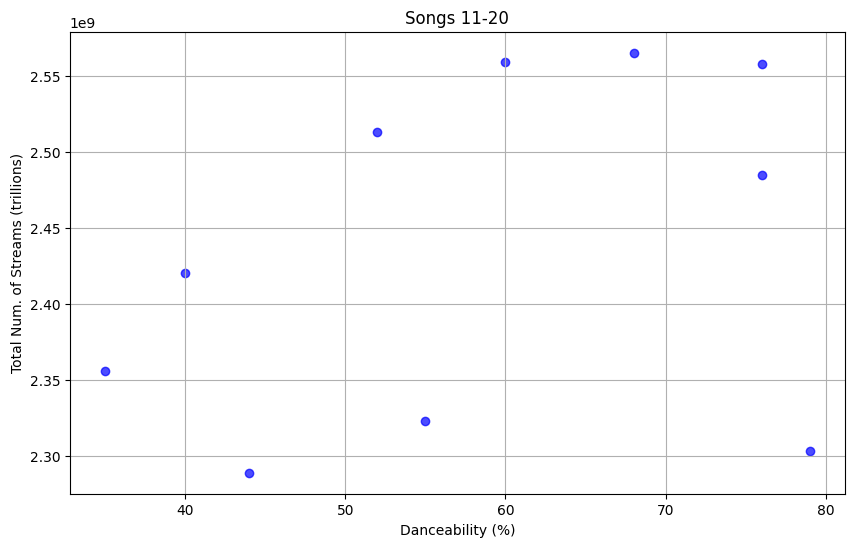 Songs 11-20
1e9
2.55
2.50
2.45
2.40
2.35
2.30
Total Num. of Streams (trillions)
40 50 60 70 80
Danceability (%)